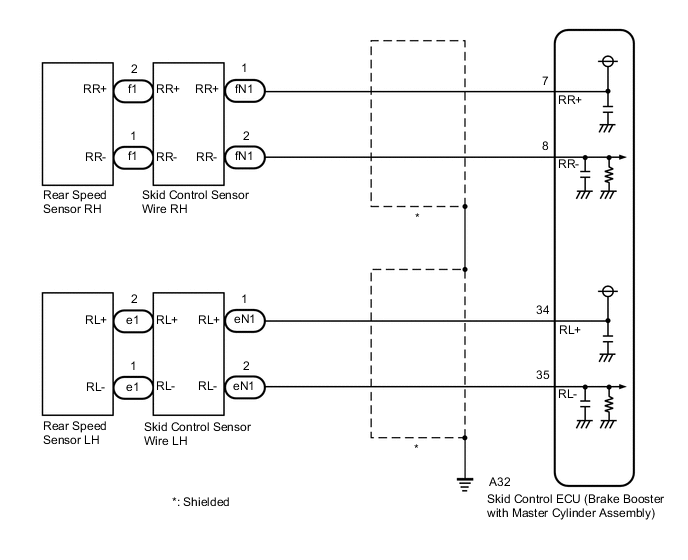 2 1 7
RR+ f1 RR+ RR+ fN1 RR+
1 2 8
RR- f1 RR- RR- fN1 RR-
Rear Speed
Sensor RH
Skid Control Sensor
Wire RH
*
2 1 34
RL+ e1 RL+ RL+ eN1 RL+
1 2 35
RL- e1 RL- RL- eN1 RL-
Rear Speed
Sensor LH
Skid Control Sensor
Wire LH
*
A32
Skid Control ECU (Brake Booster
with Master Cylinder Assembly)
*: Shielded